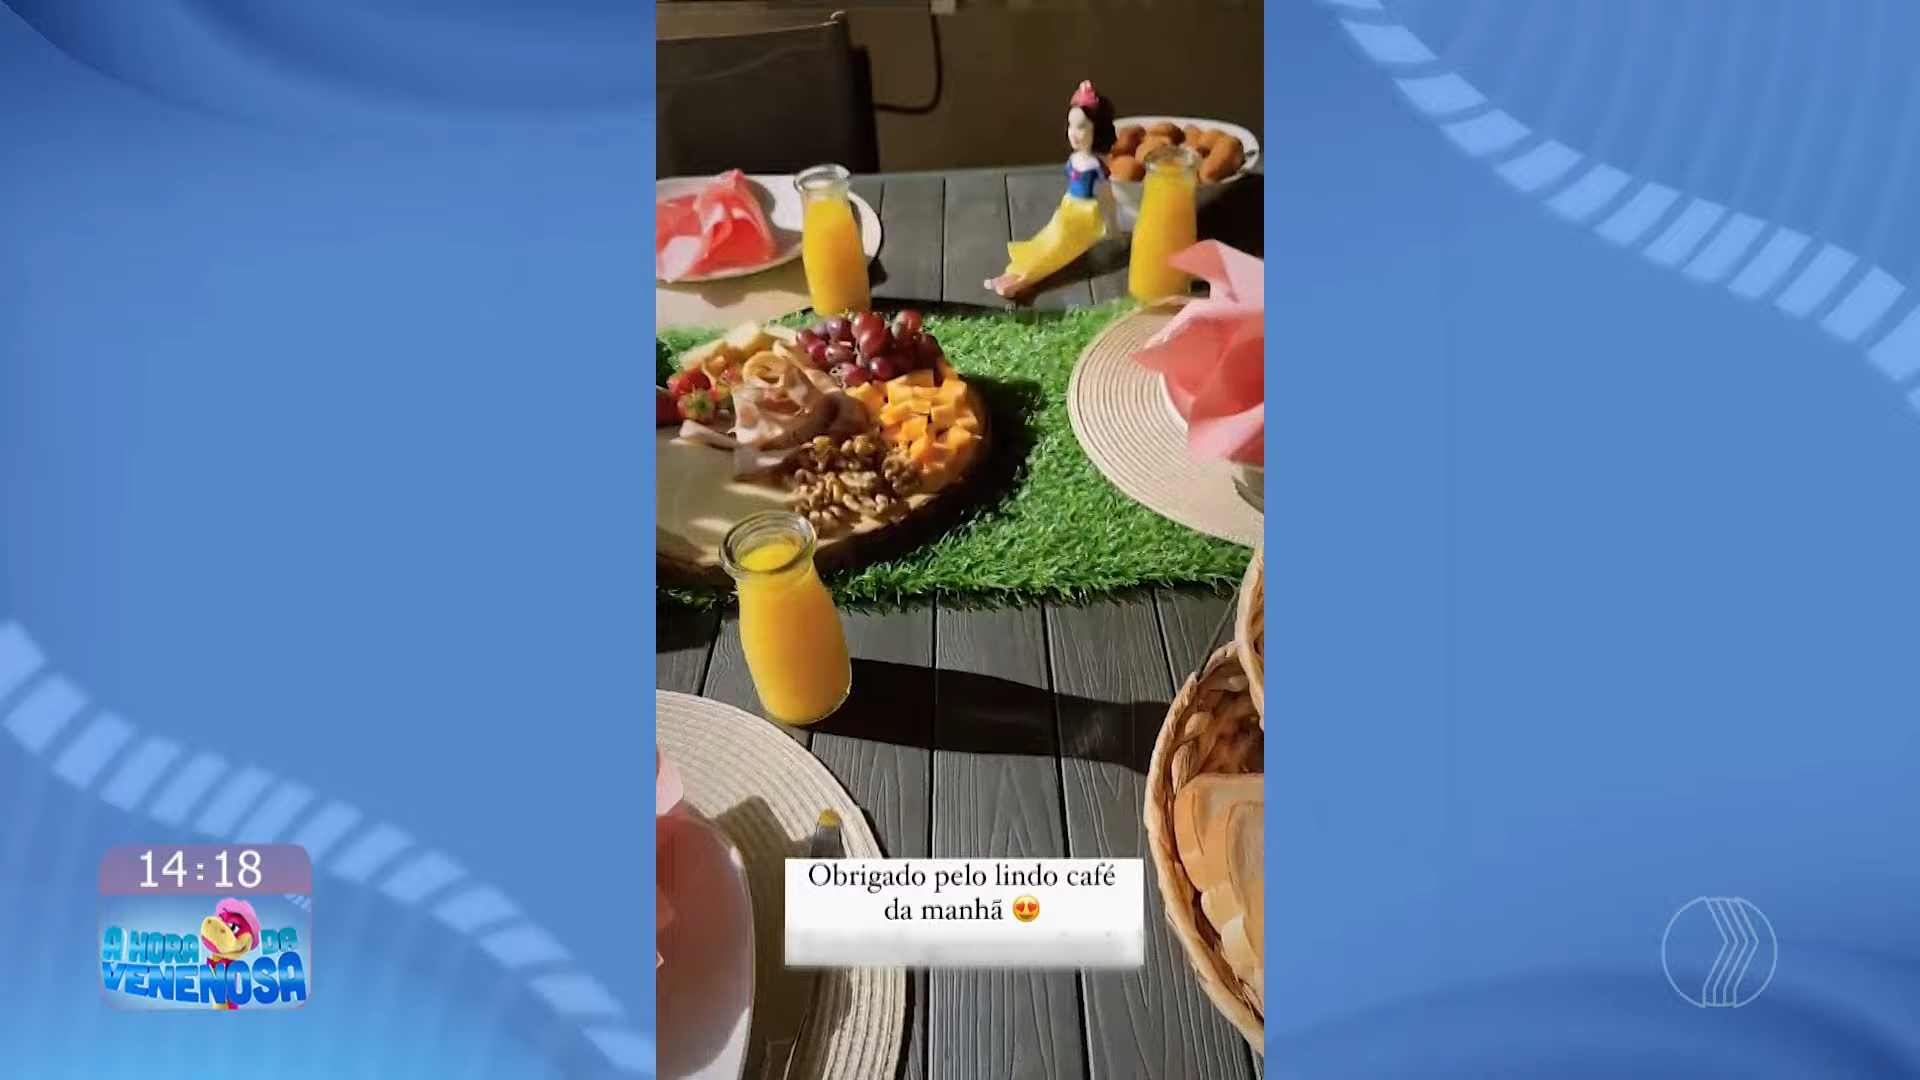 Obrigado pelo lindo café
da manhã 😍
14:18
A HORA DA
VENENOSA